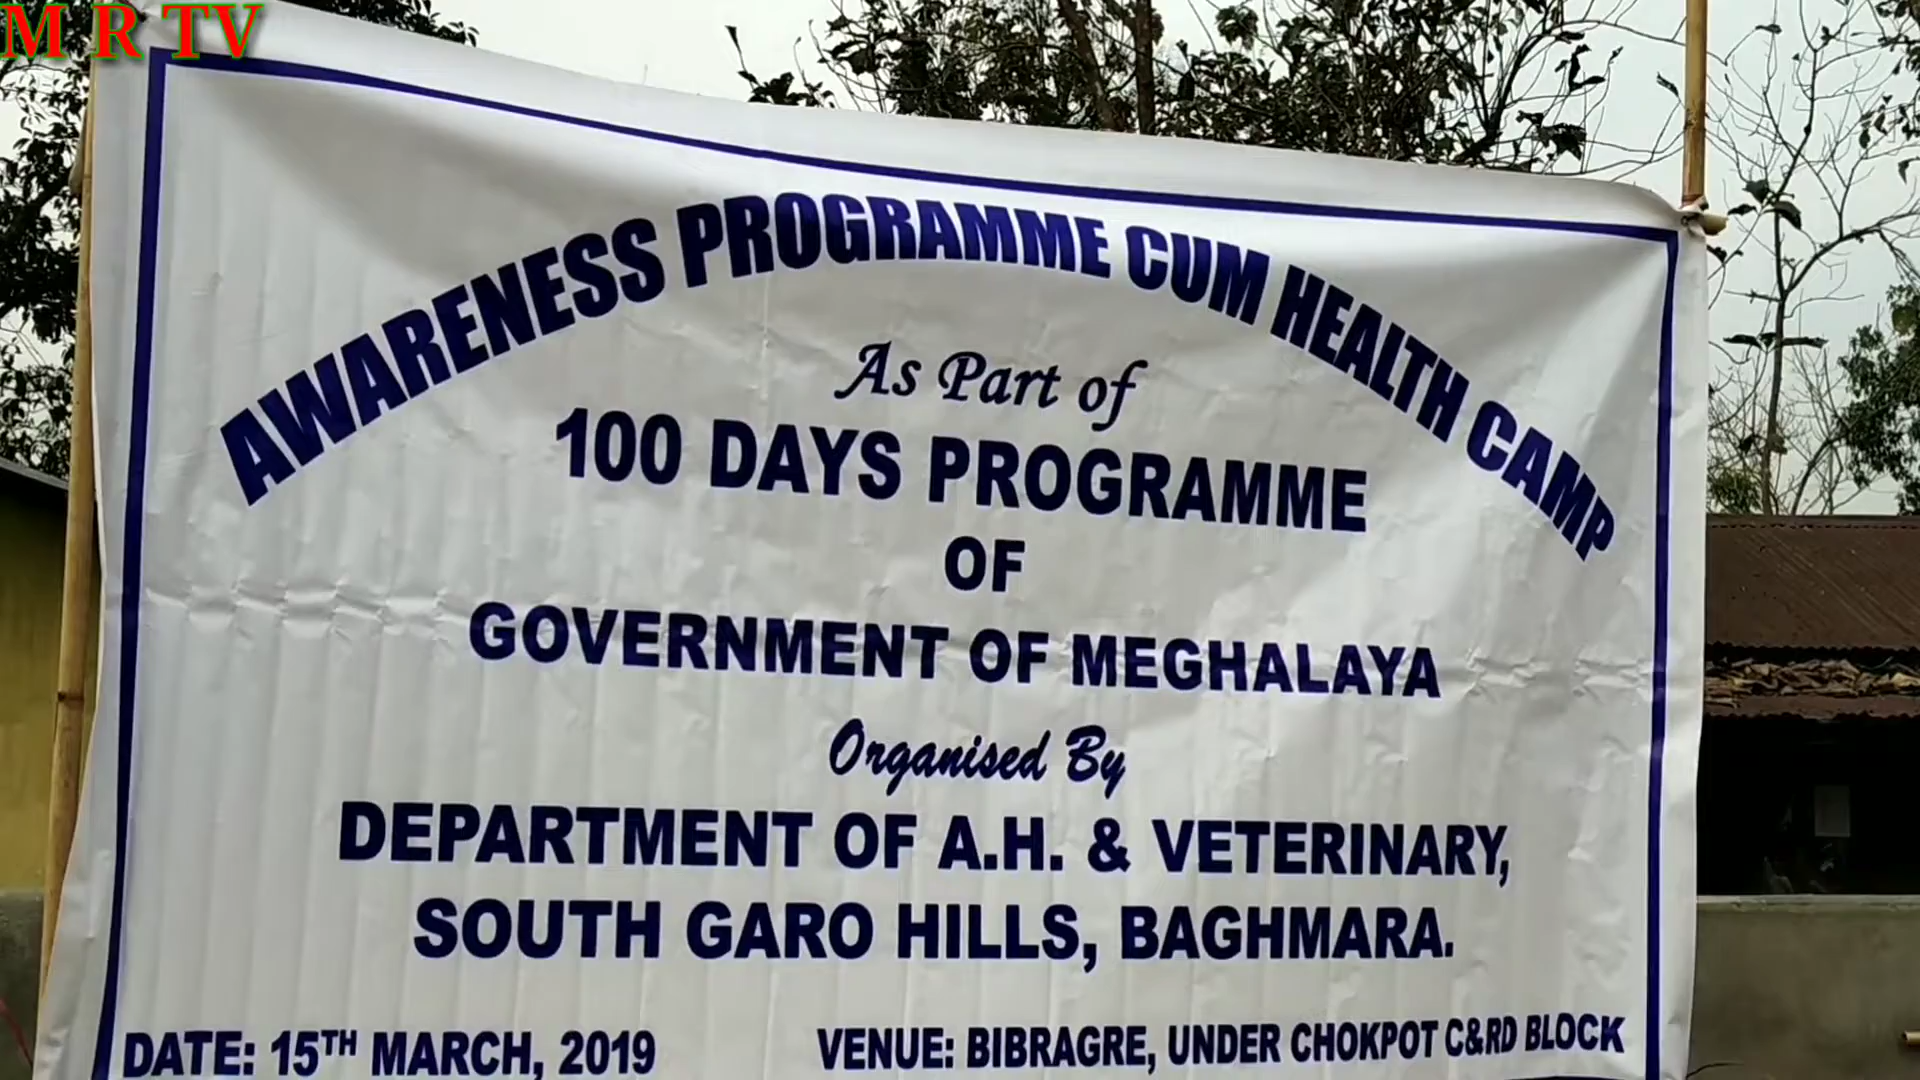 M R TV
AWARENESS PROGRAMME CUM HEALTH CAMP
As Part of
100 DAYS PROGRAMME
OF
GOVERNMENT OF MEGHALAYA
Organised By
DEPARTMENT OF A.H. & VETERINARY,
SOUTH GARO HILLS, BAGHMARA.
DATE: 15TH MARCH, 2019
VENUE: BIBRAGRE, UNDER CHOKPOT C&RD BLOCK